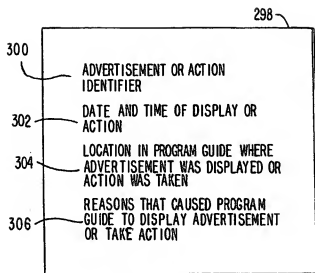 298
300
ADVERTISEMENT OR ACTION
IDENTIFIER
302
DATE AND TIME OF DISPLAY OR
ACTION
304
LOCATION IN PROGRAM GUIDE WHERE
ADVERTISEMENT WAS DISPLAYED OR
ACTION WAS TAKEN
306
REASONS THAT CAUSED PROGRAM
GUIDE TO DISPLAY ADVERTISEMENT
OR TAKE ACTION